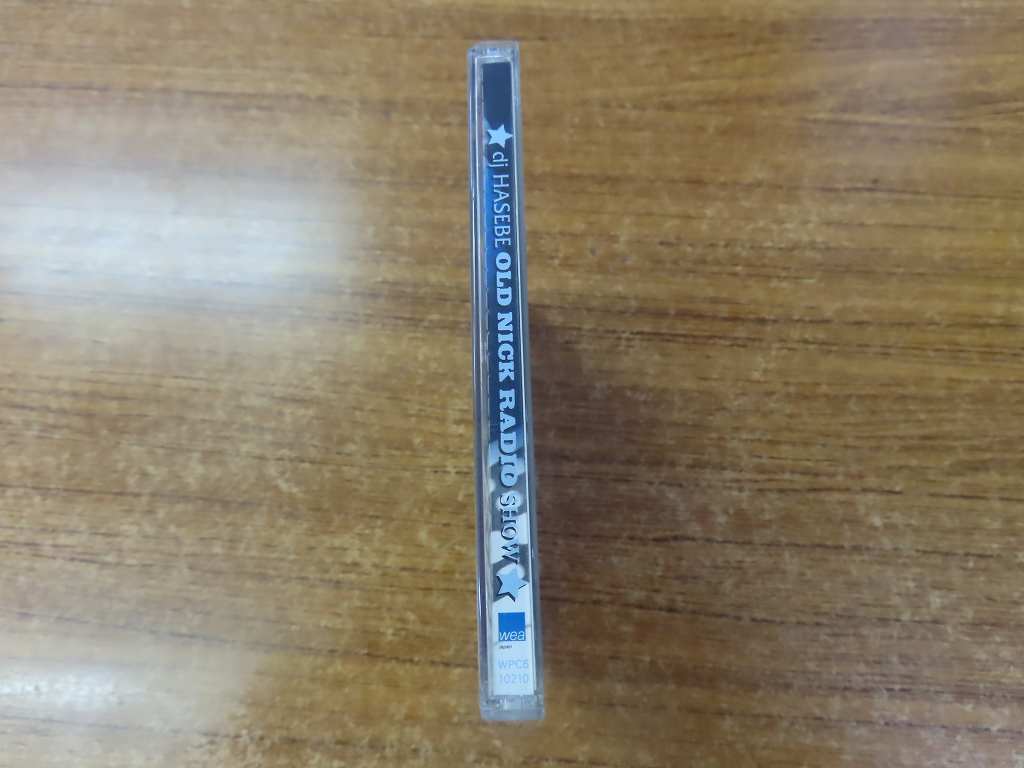 dj HASEBE OLD NICK RADIO SHOW
wea
Japan
WPC6
10210